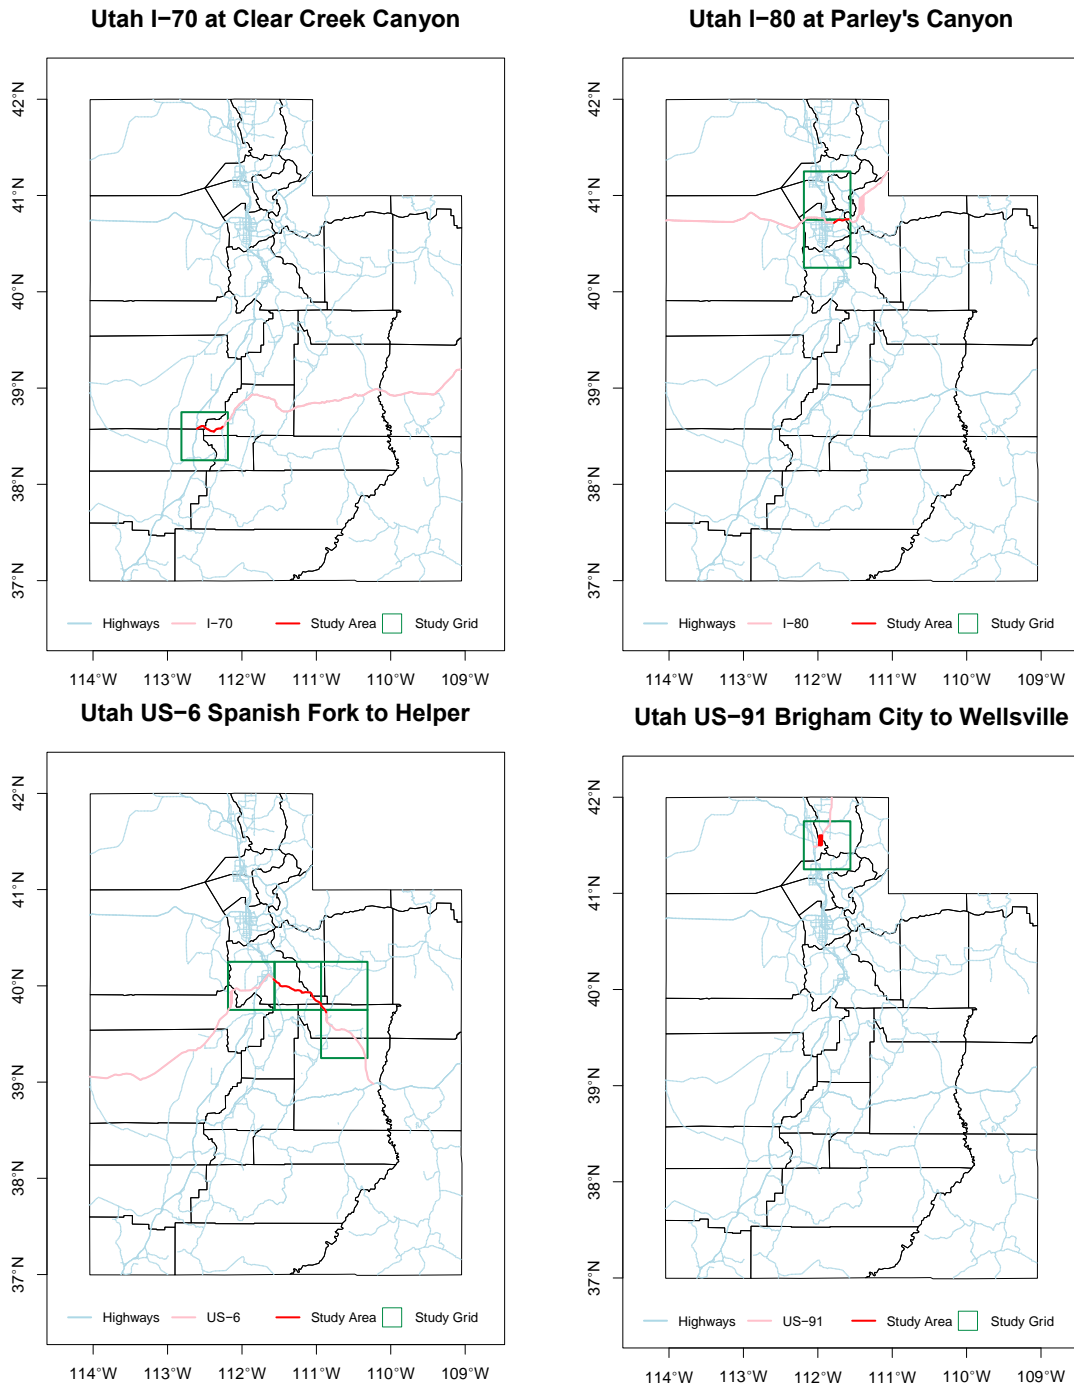 Utah I−70 at Clear Creek Canyon
42°N
41°N
40°N
39°N
38°N
37°N
Highways I−70 Study Area Study Grid
114°W 113°W 112°W 111°W 110°W 109°W
Utah I−80 at Parley's Canyon
42°N
41°N
40°N
39°N
38°N
37°N
Highways I−80 Study Area Study Grid
114°W 113°W 112°W 111°W 110°W 109°W
Utah US−6 Spanish Fork to Helper
42°N
41°N
40°N
39°N
38°N
37°N
Highways US−6 Study Area Study Grid
114°W 113°W 112°W 111°W 110°W 109°W
Utah US−91 Brigham City to Wellsville
42°N
41°N
40°N
39°N
38°N
37°N
Highways US−91 Study Area Study Grid
114°W 113°W 112°W 111°W 110°W 109°W